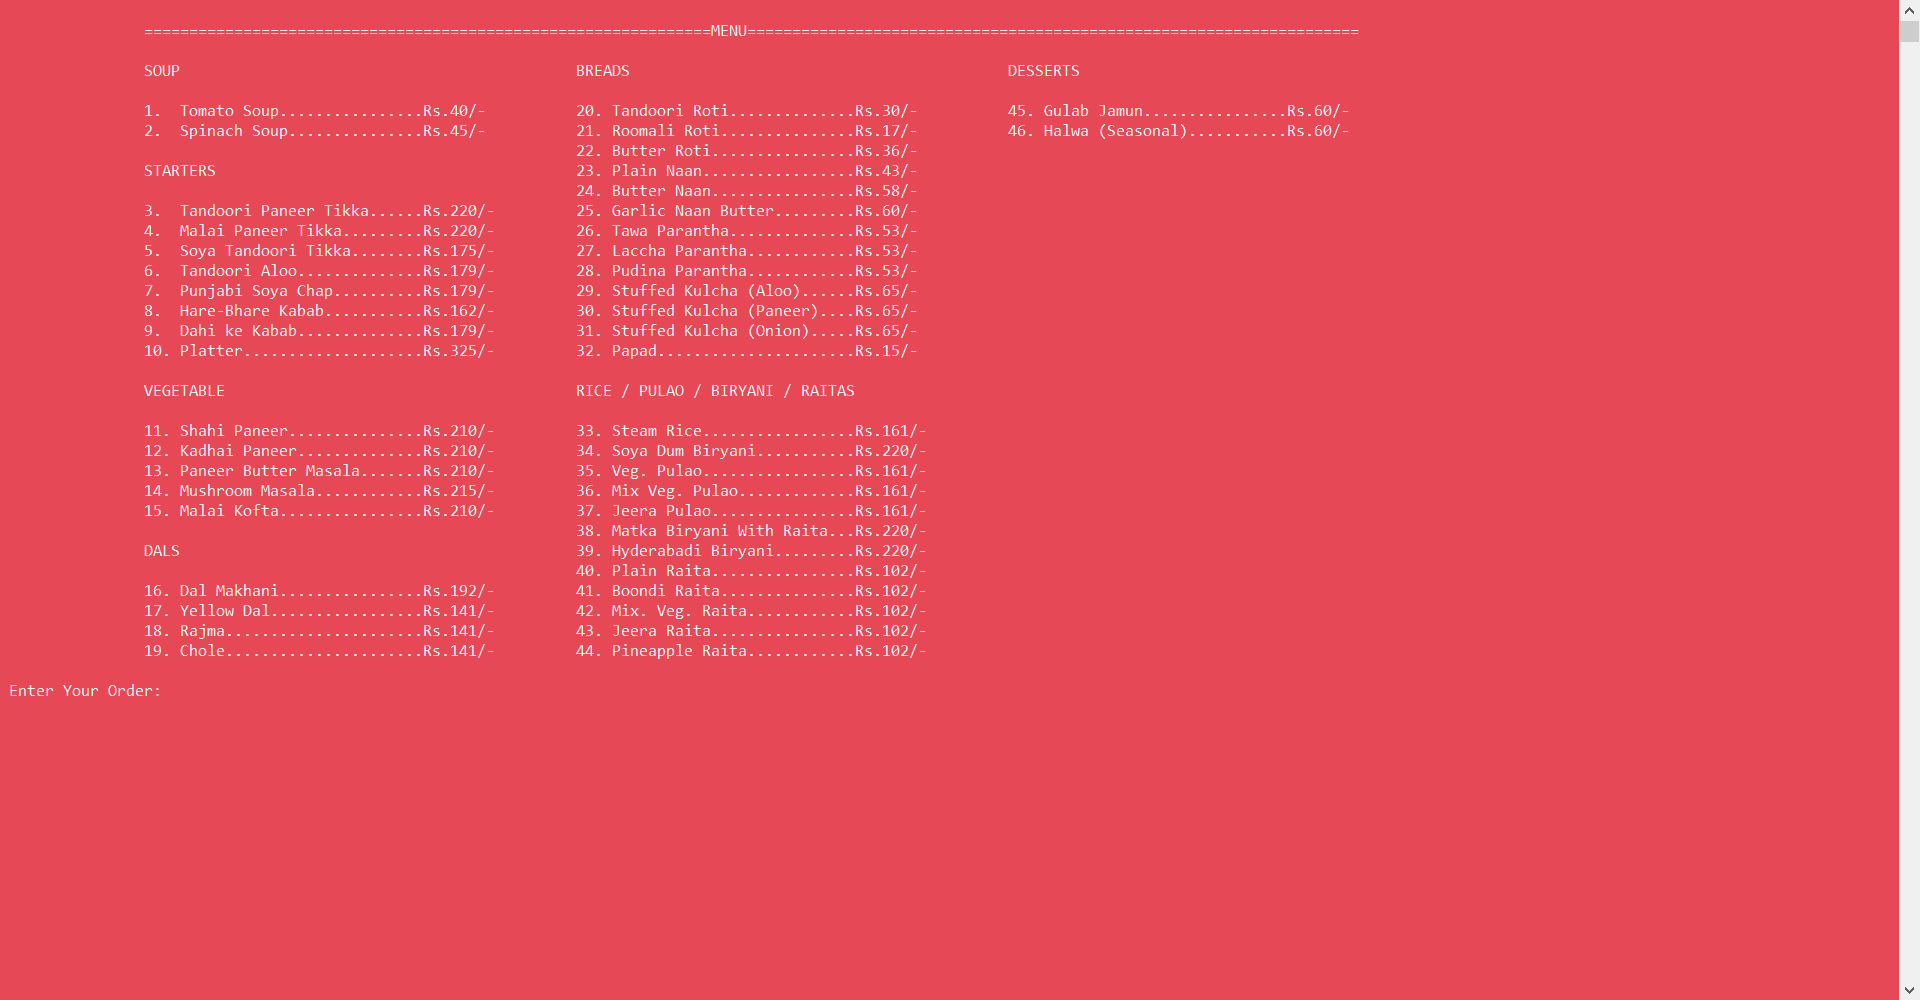 ===============================================================MENU====================================================================
SOUP
1.  Tomato Soup................Rs.40/-
2.  Spinach Soup...............Rs.45/-
STARTERS
3.  Tandoori Paneer Tikka......Rs.220/-
4.  Malai Paneer Tikka.........Rs.220/-
5.  Soya Tandoori Tikka........Rs.175/-
6.  Tandoori Aloo..............Rs.179/-
7.  Punjabi Soya Chap..........Rs.179/-
8.  Hare-Bhare Kabab...........Rs.162/-
9.  Dahi ke Kabab..............Rs.179/-
10. Platter....................Rs.325/-
VEGETABLE
11. Shahi Paneer...............Rs.210/-
12. Kadhai Paneer..............Rs.210/-
13. Paneer Butter Masala.......Rs.210/-
14. Mushroom Masala............Rs.215/-
15. Malai Kofta................Rs.210/-
DALS
16. Dal Makhani................Rs.192/-
17. Yellow Dal.................Rs.141/-
18. Rajma......................Rs.141/-
19. Chole......................Rs.141/-
BREADS
20. Tandoori Roti..............Rs.30/-
21. Roomali Roti...............Rs.17/-
22. Butter Roti................Rs.36/-
23. Plain Naan.................Rs.43/-
24. Butter Naan................Rs.58/-
25. Garlic Naan Butter.........Rs.60/-
26. Tawa Parantha..............Rs.53/-
27. Laccha Parantha............Rs.53/-
28. Pudina Parantha............Rs.53/-
29. Stuffed Kulcha (Aloo)......Rs.65/-
30. Stuffed Kulcha (Paneer)....Rs.65/-
31. Stuffed Kulcha (Onion).....Rs.65/-
32. Papad......................Rs.15/-
RICE / PULAO / BIRYANI / RAITAS
33. Steam Rice.................Rs.161/-
34. Soya Dum Biryani...........Rs.220/-
35. Veg. Pulao.................Rs.161/-
36. Mix Veg. Pulao.............Rs.161/-
37. Jeera Pulao................Rs.161/-
38. Matka Biryani With Raita...Rs.220/-
39. Hyderabadi Biryani.........Rs.220/-
40. Plain Raita................Rs.102/-
41. Boondi Raita...............Rs.102/-
42. Mix. Veg. Raita............Rs.102/-
43. Jeera Raita................Rs.102/-
44. Pineapple Raita............Rs.102/-
DESSERTS
45. Gulab Jamun................Rs.60/-
46. Halwa (Seasonal)...........Rs.60/-
Enter Your Order: